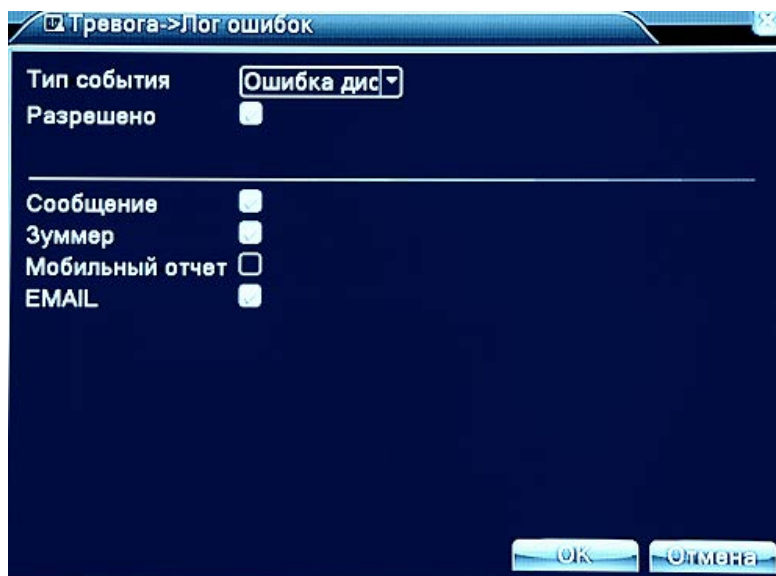 Тревога->Лог ошибок
Тип события Ошибка дис
Разрешено
Сообщение
Зуммер
Мобильный отчет
EMAIL
OK Отмена